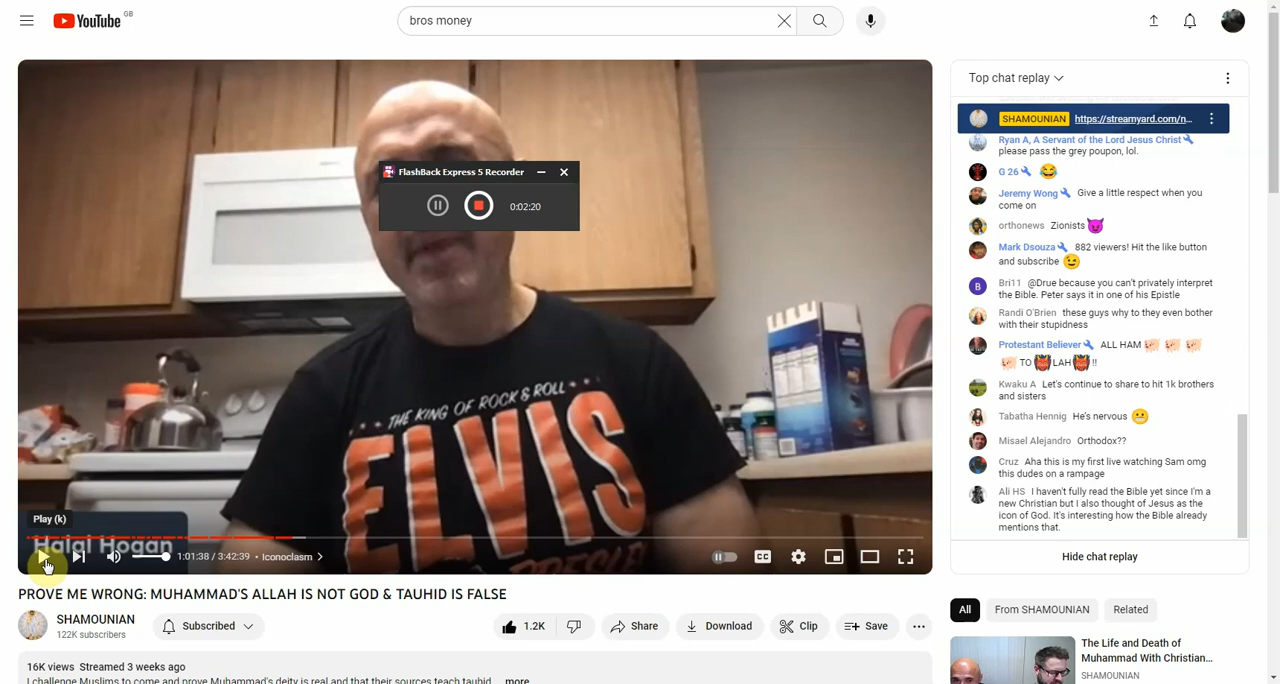 YouTube GB
bros money
FlashBack Express 5 Recorder
0:02:20
THE KING OF ROCK & ROLL
ELVIS
Halal Hogan
Play (k)
1:01:38 / 3:42:39 • Iconoclasm >
CC
PROVE ME WRONG: MUHAMMAD'S ALLAH IS NOT GOD & TAUHID IS FALSE
SHAMOUNIAN
122K subscribers
Subscribed
1.2K
Share
Download
Clip
Save
16K views Streamed 3 weeks ago
I challenge Muslims to come and prove Muhammad's deity is real and that their sources teach tauhid. ...more
Top chat replay
SHAMOUNIAN https://streamyard.com/n...
Ryan A, A Servant of the Lord Jesus Christ
please pass the grey poupon, lol.
G 26 😂
Jeremy Wong Give a little respect when you
come on
orthonews Zionists 😈
Mark Dsouza 882 viewers! Hit the like button
and subscribe 😉
B
Bri11 @Drue because you can't privately interpret
the Bible. Peter says it in one of his Epistle
Randi O'Brien these guys why to they even bother
with their stupidness
Protestant Believer ALL HAM 🐷 🐷 🐷
🐷 TO 👹 LAH 👹 !!
Kwaku A Let's continue to share to hit 1k brothers
and sisters
Tabatha Hennig He's nervous 😬
Misael Alejandro Orthodox??
Cruz Aha this is my first live watching Sam omg
this dudes on a rampage
Ali HS I haven't fully read the Bible yet since I'm a
new Christian but I also thought of Jesus as the
icon of God. It's interesting how the Bible already
mentions that.
Hide chat replay
All
From SHAMOUNIAN
Related
The Life and Death of
Muhammad With Christian...
SHAMOUNIAN